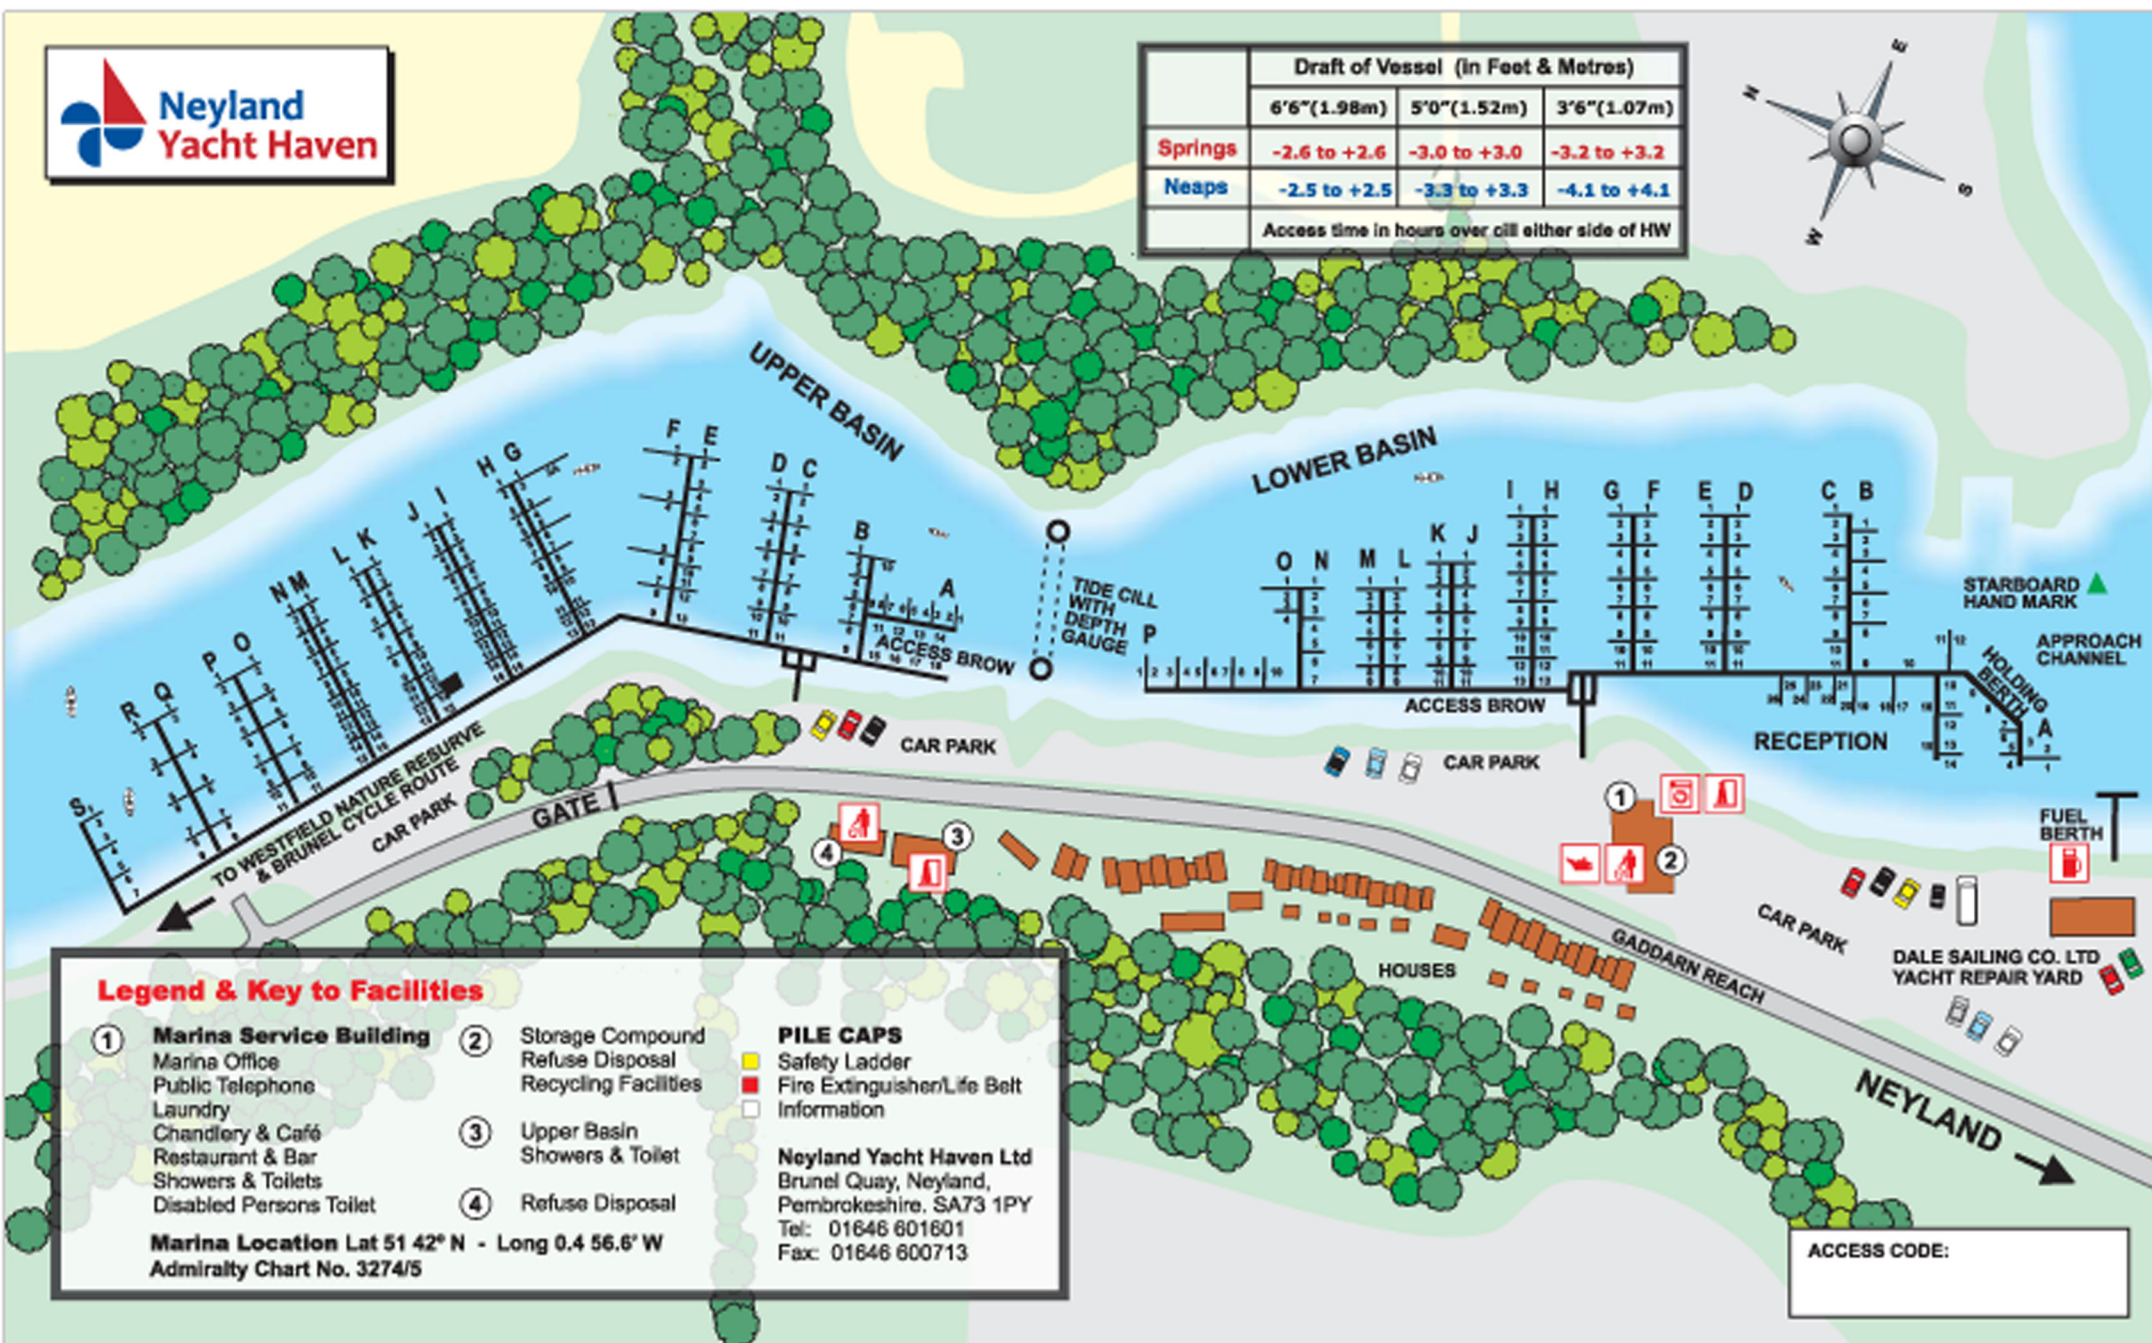 Neyland
Yacht Haven
Draft of Vessel (in Feet & Metres)
6'6"(1.98m) 5'0"(1.52m) 3'6"(1.07m)
Springs -2.6 to +2.6 -3.0 to +3.0 -3.2 to +3.2
Neaps -2.5 to +2.5 -3.3 to +3.3 -4.1 to +4.1
Access time in hours over cill either side of HW
N
E
S
W
UPPER BASIN
LOWER BASIN
S R Q P O N M L K J I H G F E D C B A
TIDE CILL
WITH
DEPTH
GAUGE
P O N M L K J I H G F E D C B A
ACCESS BROW
ACCESS BROW
STARBOARD
HAND MARK
APPROACH
CHANNEL
HOLDING
BERTH
RECEPTION
FUEL
BERTH
TO WESTFIELD NATURE RESURVE
& BRUNEL CYCLE ROUTE
CAR PARK
GATE
CAR PARK
CAR PARK
CAR PARK
1
2
3
4
HOUSES
GADDARN REACH
DALE SAILING CO. LTD
YACHT REPAIR YARD
NEYLAND
ACCESS CODE:
Legend & Key to Facilities
1 Marina Service Building
Marina Office
Public Telephone
Laundry
Chandlery & Café
Restaurant & Bar
Showers & Toilets
Disabled Persons Toilet
2 Storage Compound
Refuse Disposal
Recycling Facilities
3 Upper Basin
Showers & Toilet
4 Refuse Disposal
PILE CAPS
Safety Ladder
Fire Extinguisher/Life Belt
Information
Neyland Yacht Haven Ltd
Brunel Quay, Neyland,
Pembrokeshire. SA73 1PY
Tel: 01646 601601
Fax: 01646 600713
Marina Location Lat 51 42° N - Long 0.4 56.6' W
Admiralty Chart No. 3274/5